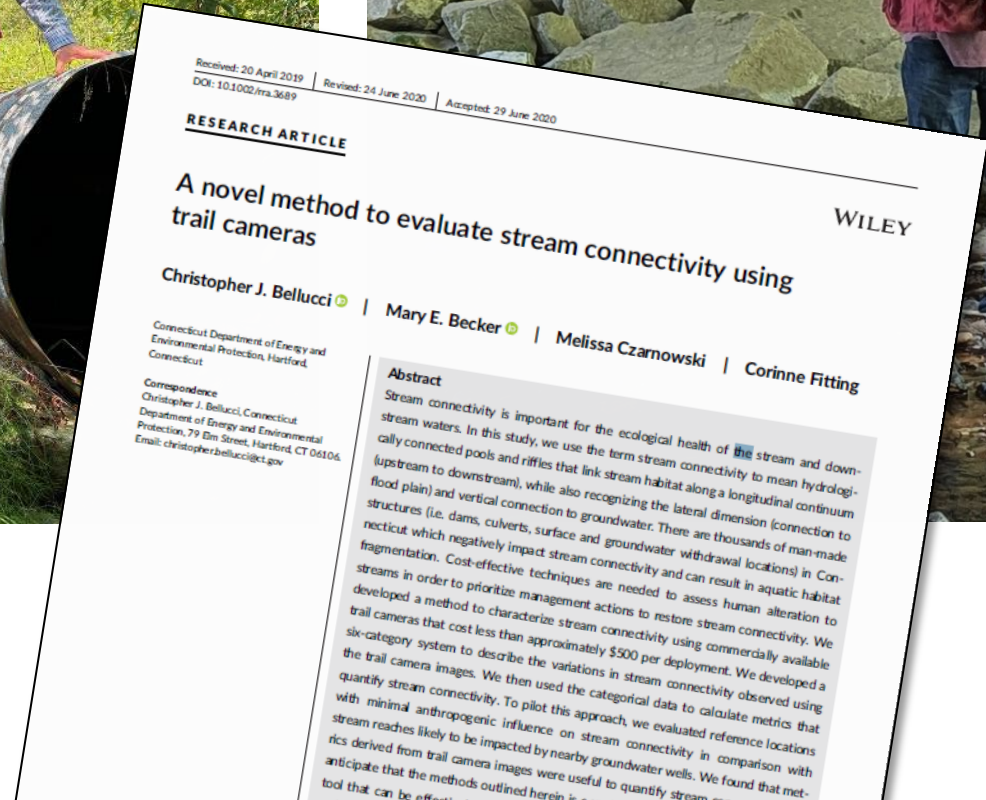 Received: 20 April 2019 | Revised: 24 June 2020 | Accepted: 29 June 2020
DOI: 10.1002/rra.3689
RESEARCH ARTICLE
WILEY
A novel method to evaluate stream connectivity using
trail cameras
Christopher J. Bellucci | Mary E. Becker | Melissa Czarnowski | Corinne Fitting
Connecticut Department of Energy and
Environmental Protection, Hartford,
Connecticut
Correspondence
Christopher J. Bellucci, Connecticut
Department of Energy and Environmental
Protection, 79 Elm Street, Hartford, CT 06106.
Email: christopher.bellucci@ct.gov
Abstract
Stream connectivity is important for the ecological health of the stream and down-
stream waters. In this study, we use the term stream connectivity to mean hydrologi-
cally connected pools and riffles that link stream habitat along a longitudinal continuum
(upstream to downstream), while also recognizing the lateral dimension (connection to
flood plain) and vertical connection to groundwater. There are thousands of man-made
structures (i.e. dams, culverts, surface and groundwater withdrawal locations) in Con-
necticut which negatively impact stream connectivity and can result in aquatic habitat
fragmentation. Cost-effective techniques are needed to assess human alteration to
streams in order to prioritize management actions to restore stream connectivity. We
developed a method to characterize stream connectivity using commercially available
trail cameras that cost less than approximately $500 per deployment. We developed a
six-category system to describe the variations in stream connectivity observed using
the trail camera images. We then used the categorical data to calculate metrics that
quantify stream connectivity. To pilot this approach, we evaluated reference locations
with minimal anthropogenic influence on stream connectivity in comparison with
stream reaches likely to be impacted by nearby groundwater wells. We found that met-
rics derived from trail camera images were useful to quantify stream
anticipate that the methods outlined herein is
tool that can be